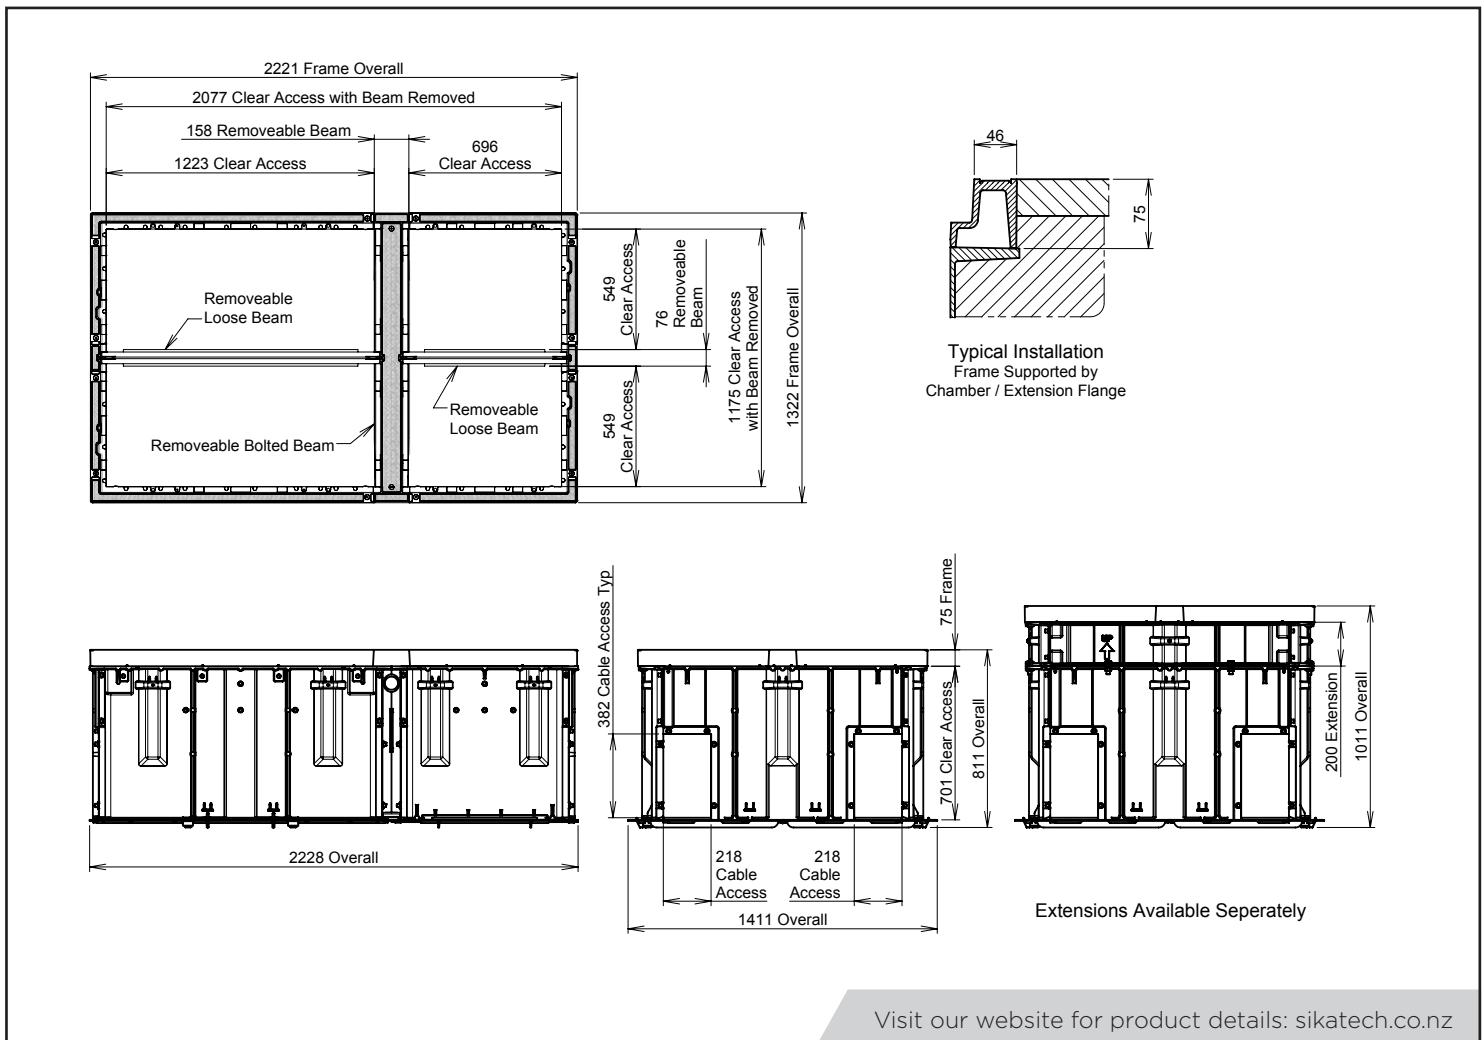 2221 Frame Overall
2077 Clear Access with Beam Removed
158 Removeable Beam
696
Clear Access
1223 Clear Access
Removeable
Loose Beam
Removeable Bolted Beam
Removeable
Loose Beam
549
Clear Access
76
Removeable
Beam
549
Clear Access
1175 Clear Access
with Beam Removed
1322 Frame Overall
46
75
Typical Installation
Frame Supported by
Chamber / Extension Flange
2228 Overall
382 Cable Access Typ
218
Cable
Access
218
Cable
Access
1411 Overall
75 Frame
701 Clear Access
811 Overall
UP
200 Extension
1011 Overall
Extensions Available Seperately
Visit our website for product details: sikatech.co.nz